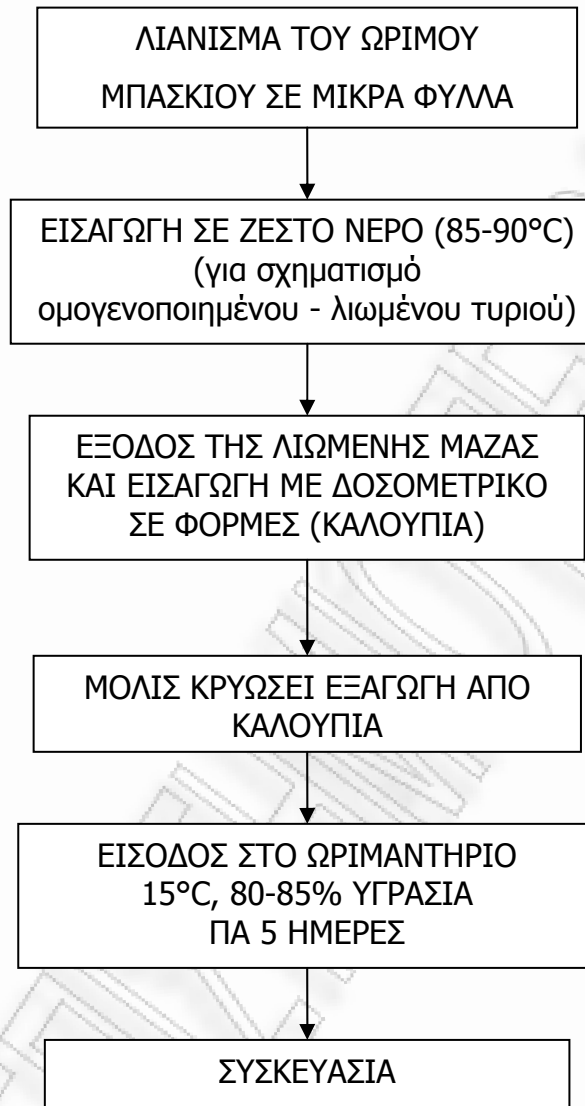 ΛΙΑΝΙΣΜΑ ΤΟΥ ΩΡΙΜΟΥ
ΜΠΑΣΚΙΟΥ ΣΕ ΜΙΚΡΑ ΦΥΛΛΑ
ΕΙΣΑΓΩΓΗ ΣΕ ΖΕΣΤΟ ΝΕΡΟ (85-90°C)
(για σχηματισμό
ομογενοποιημένου - λιωμένου τυριού)
ΕΞΟΔΟΣ ΤΗΣ ΛΙΩΜΕΝΗΣ ΜΑΖΑΣ
ΚΑΙ ΕΙΣΑΓΩΓΗ ΜΕ ΔΟΣΟΜΕΤΡΙΚΟ
ΣΕ ΦΟΡΜΕΣ (ΚΑΛΟΥΠΙΑ)
ΜΟΛΙΣ ΚΡΥΩΣΕΙ ΕΞΑΓΩΓΗ ΑΠΟ
ΚΑΛΟΥΠΙΑ
ΕΙΣΟΔΟΣ ΣΤΟ ΩΡΙΜΑΝΤΗΡΙΟ
15°C, 80-85% ΥΓΡΑΣΙΑ
ΠΑ 5 ΗΜΕΡΕΣ
ΣΥΣΚΕΥΑΣΙΑ